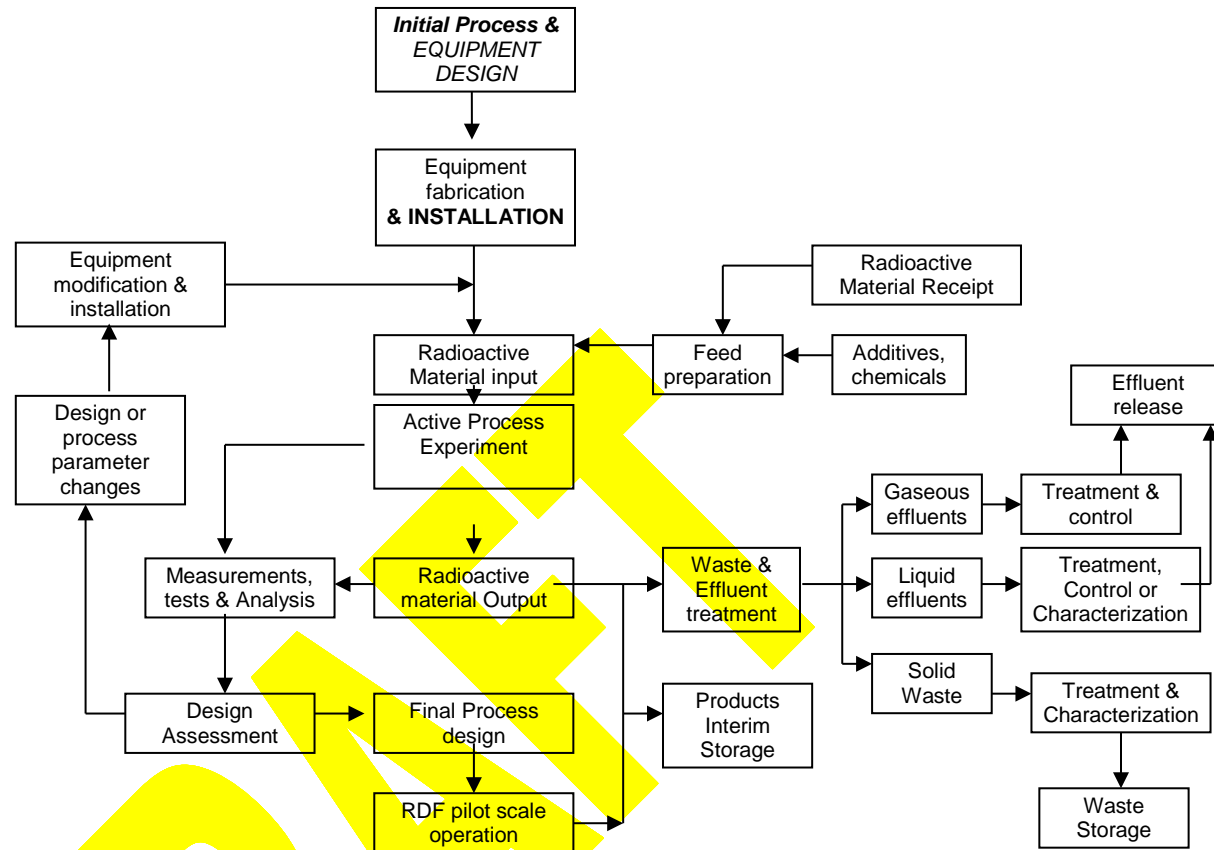 Initial Process &
EQUIPMENT
DESIGN
Equipment
fabrication
& INSTALLATION
Equipment
modification &
installation
Radioactive
Material Receipt
Radioactive
Material input
Feed
preparation
Additives,
chemicals
Effluent
release
Design or
process
parameter
changes
Active Process
Experiment
Gaseous
effluents
Treatment &
control
Measurements,
tests & Analysis
Radioactive
material Output
Waste &
Effluent
treatment
Liquid
effluents
Treatment,
Control or
Characterization
Solid
Waste
Treatment &
Characterization
Design
Assessment
Final Process
design
Products
Interim
Storage
RDF pilot scale
operation
Waste
Storage